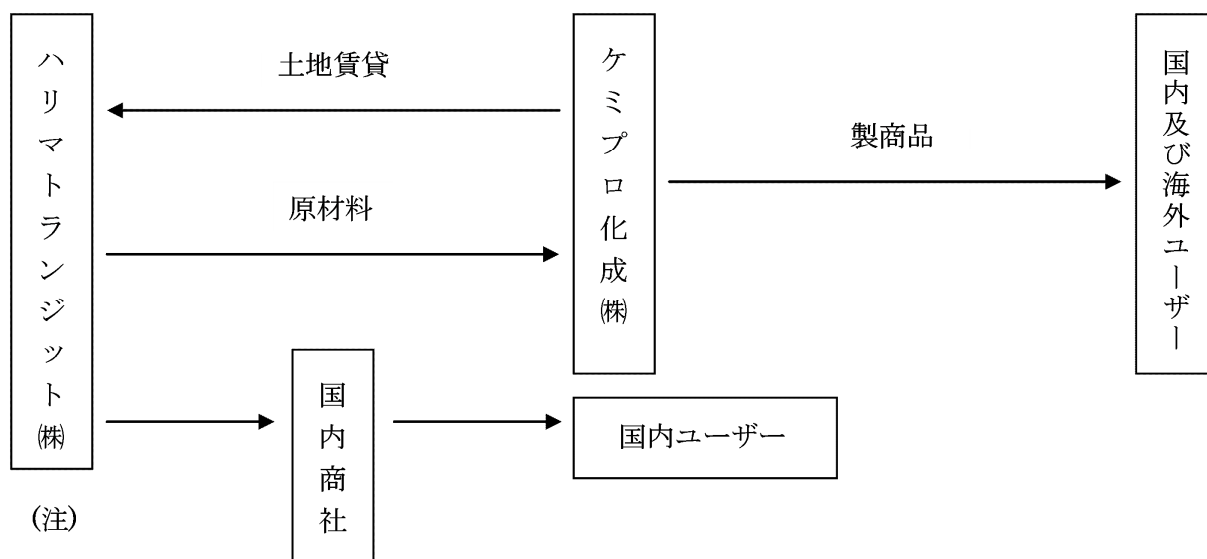 ハリマトランジット㈱
土地賃貸
原材料
ケミプロ化成㈱
製商品
国内及び海外ユーザー
国内商社
国内ユーザー
(注)